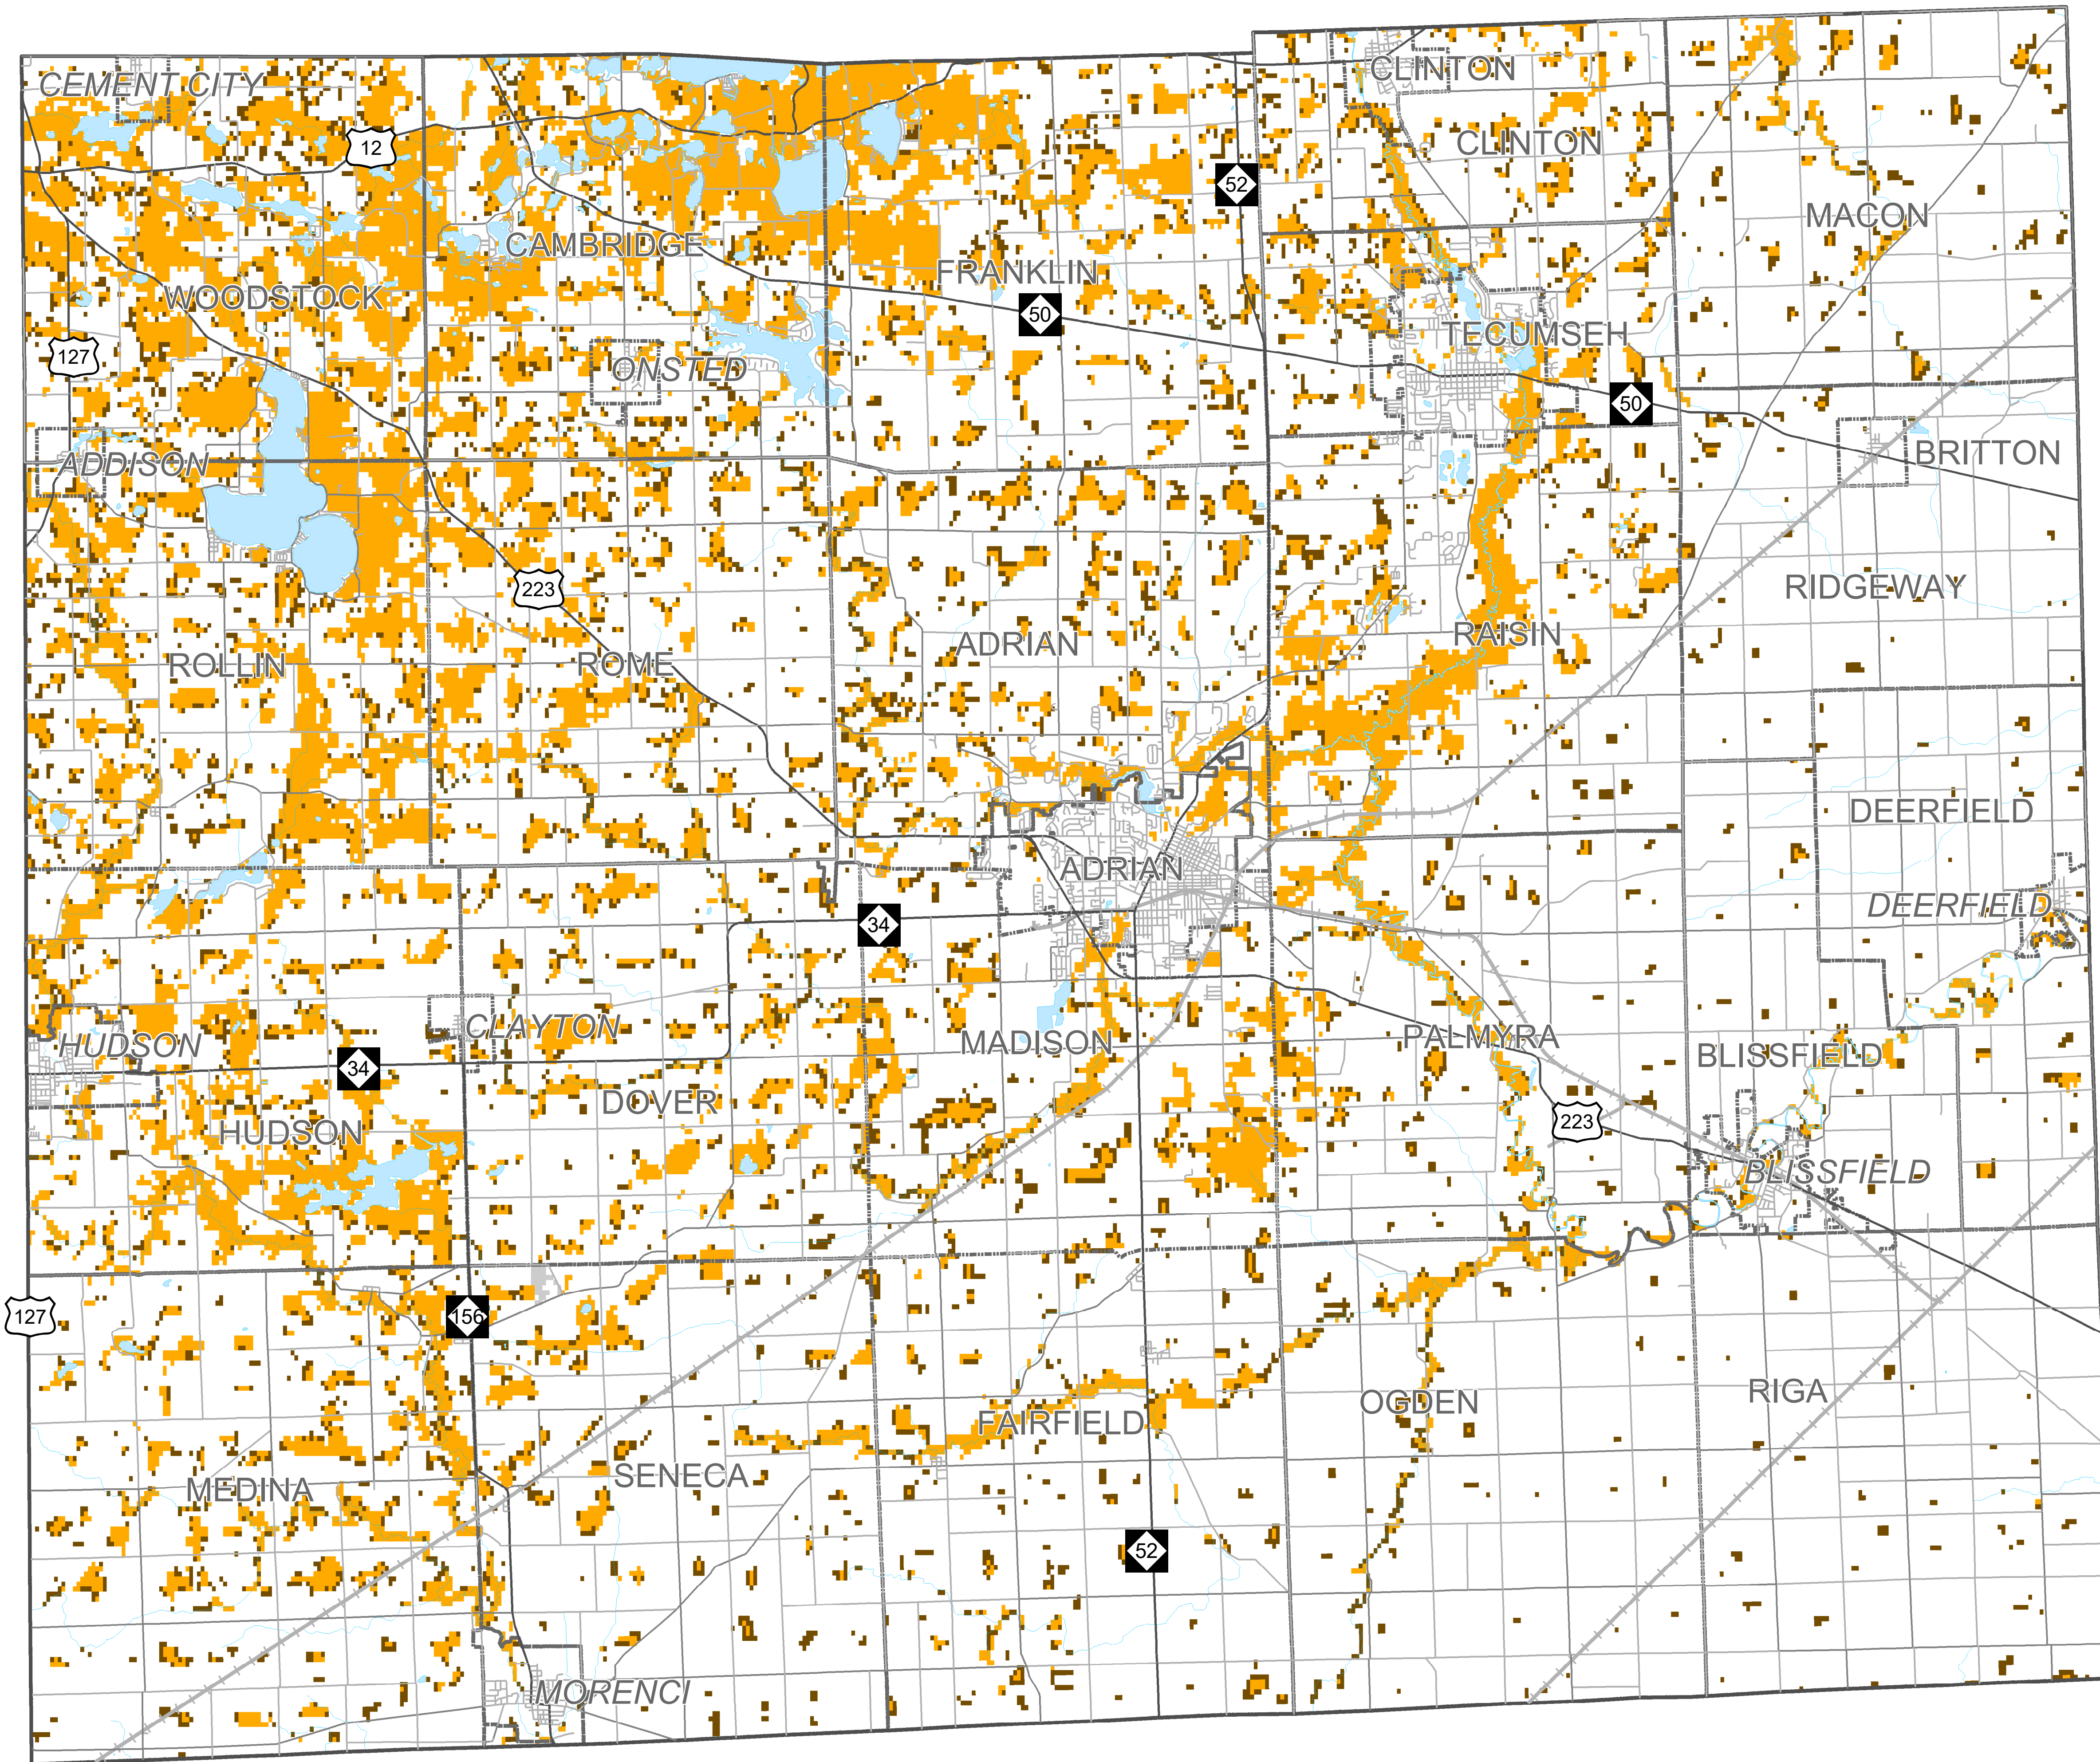 CLINTON
CEMENT CITY
12
CLINTON
52
MACON
CAMBRIDGE
FRANKLIN
WOODSTOCK
50
TECUMSEH
127
ONSTED
50
BRITTON
ADDISON
223
RIDGEWAY
RAISIN
ADRIAN
ROLLIN
ROME
DEERFIELD
ADRIAN
DEERFIELD
34
CLAYTON
PALMYRA
MADISON
HUDSON
BLISSFIELD
34
DOVER
223
HUDSON
BLISSFIELD
127
156
RIGA
OGDEN
FAIRFIELD
SENECA
MEDINA
52
MORENCI